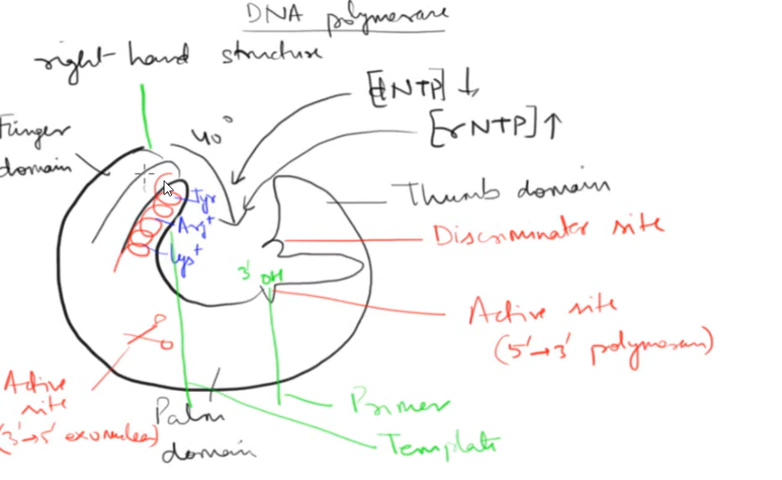 DNA polymerase
right-hand structure
Finger
domain
40°
[dNTP] ↓
[rNTP] ↑
Thumb domain
Tyr
Arg+
Lys+
Discriminator site
3' OH
Active site
(5'→3' polymerase)
Active
site
(3'→5' exonuclease)
Palm
domain
Primer
Template